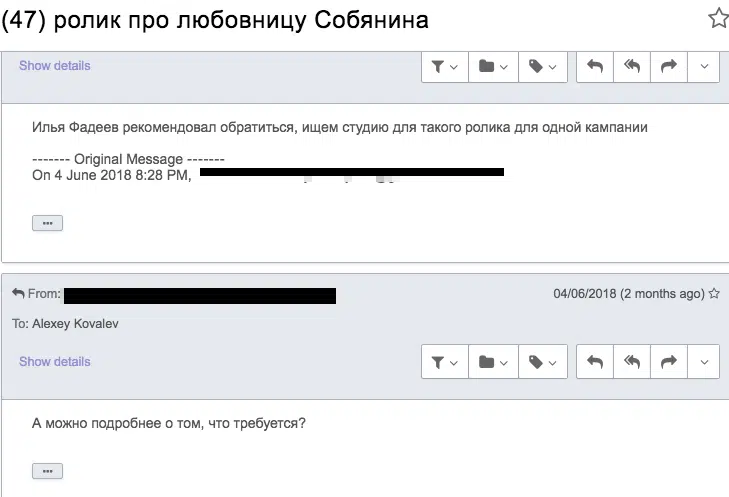 (47) ролик про любовницу Собянина
Show details
Илья Фадеев рекомендовал обратиться, ищем студию для такого ролика для одной кампании
------- Original Message -------
On 4 June 2018 8:28 PM,
From:
04/06/2018 (2 months ago)
To: Alexey Kovalev
Show details
А можно подробнее о том, что требуется?